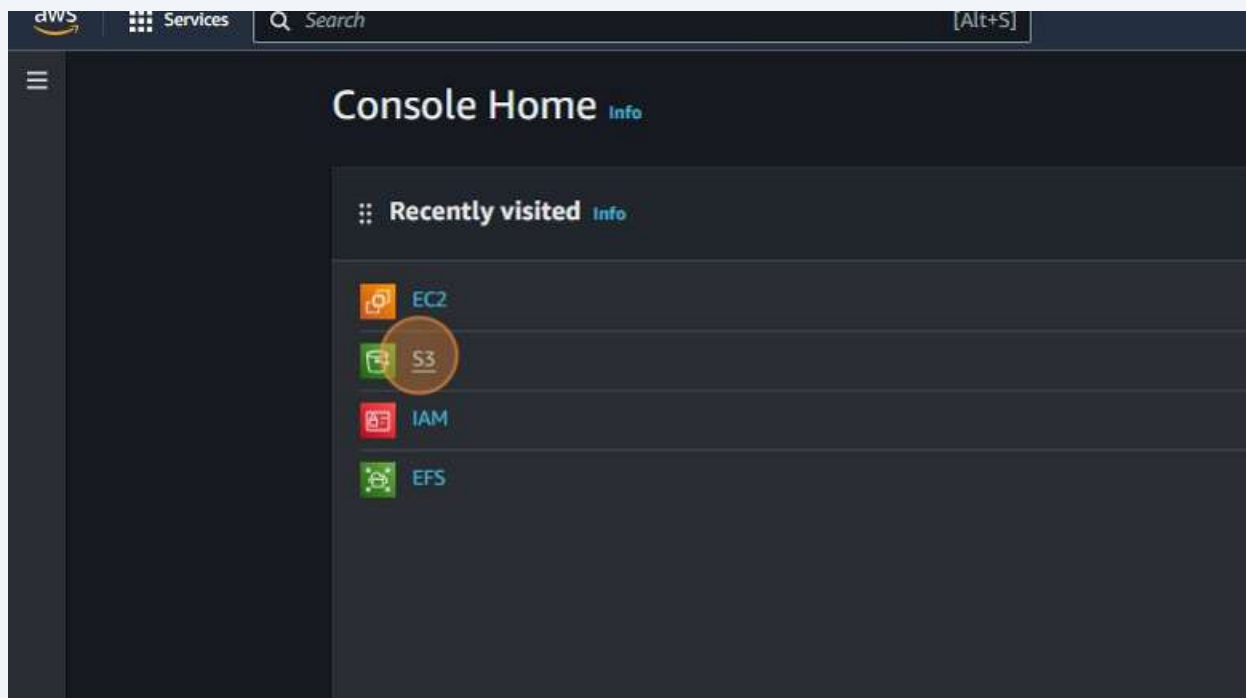 aws Services Search [Alt+S]
Console Home Info
Recently visited Info
EC2
S3
IAM
EFS